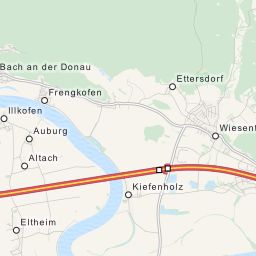 Bach an der Donau
Ettersdorf
Frengkofen
Illkofen
Auburg
Wiesent
Altach
Kiefenholz
Eltheim